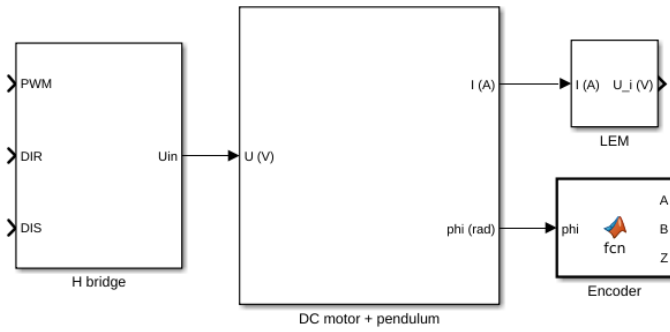 PWM
DIR
DIS
Uin
H bridge
U (V)
I (A)
phi (rad)
DC motor + pendulum
I (A)
U_i (V)
LEM
phi
fcn
A
B
Z
Encoder